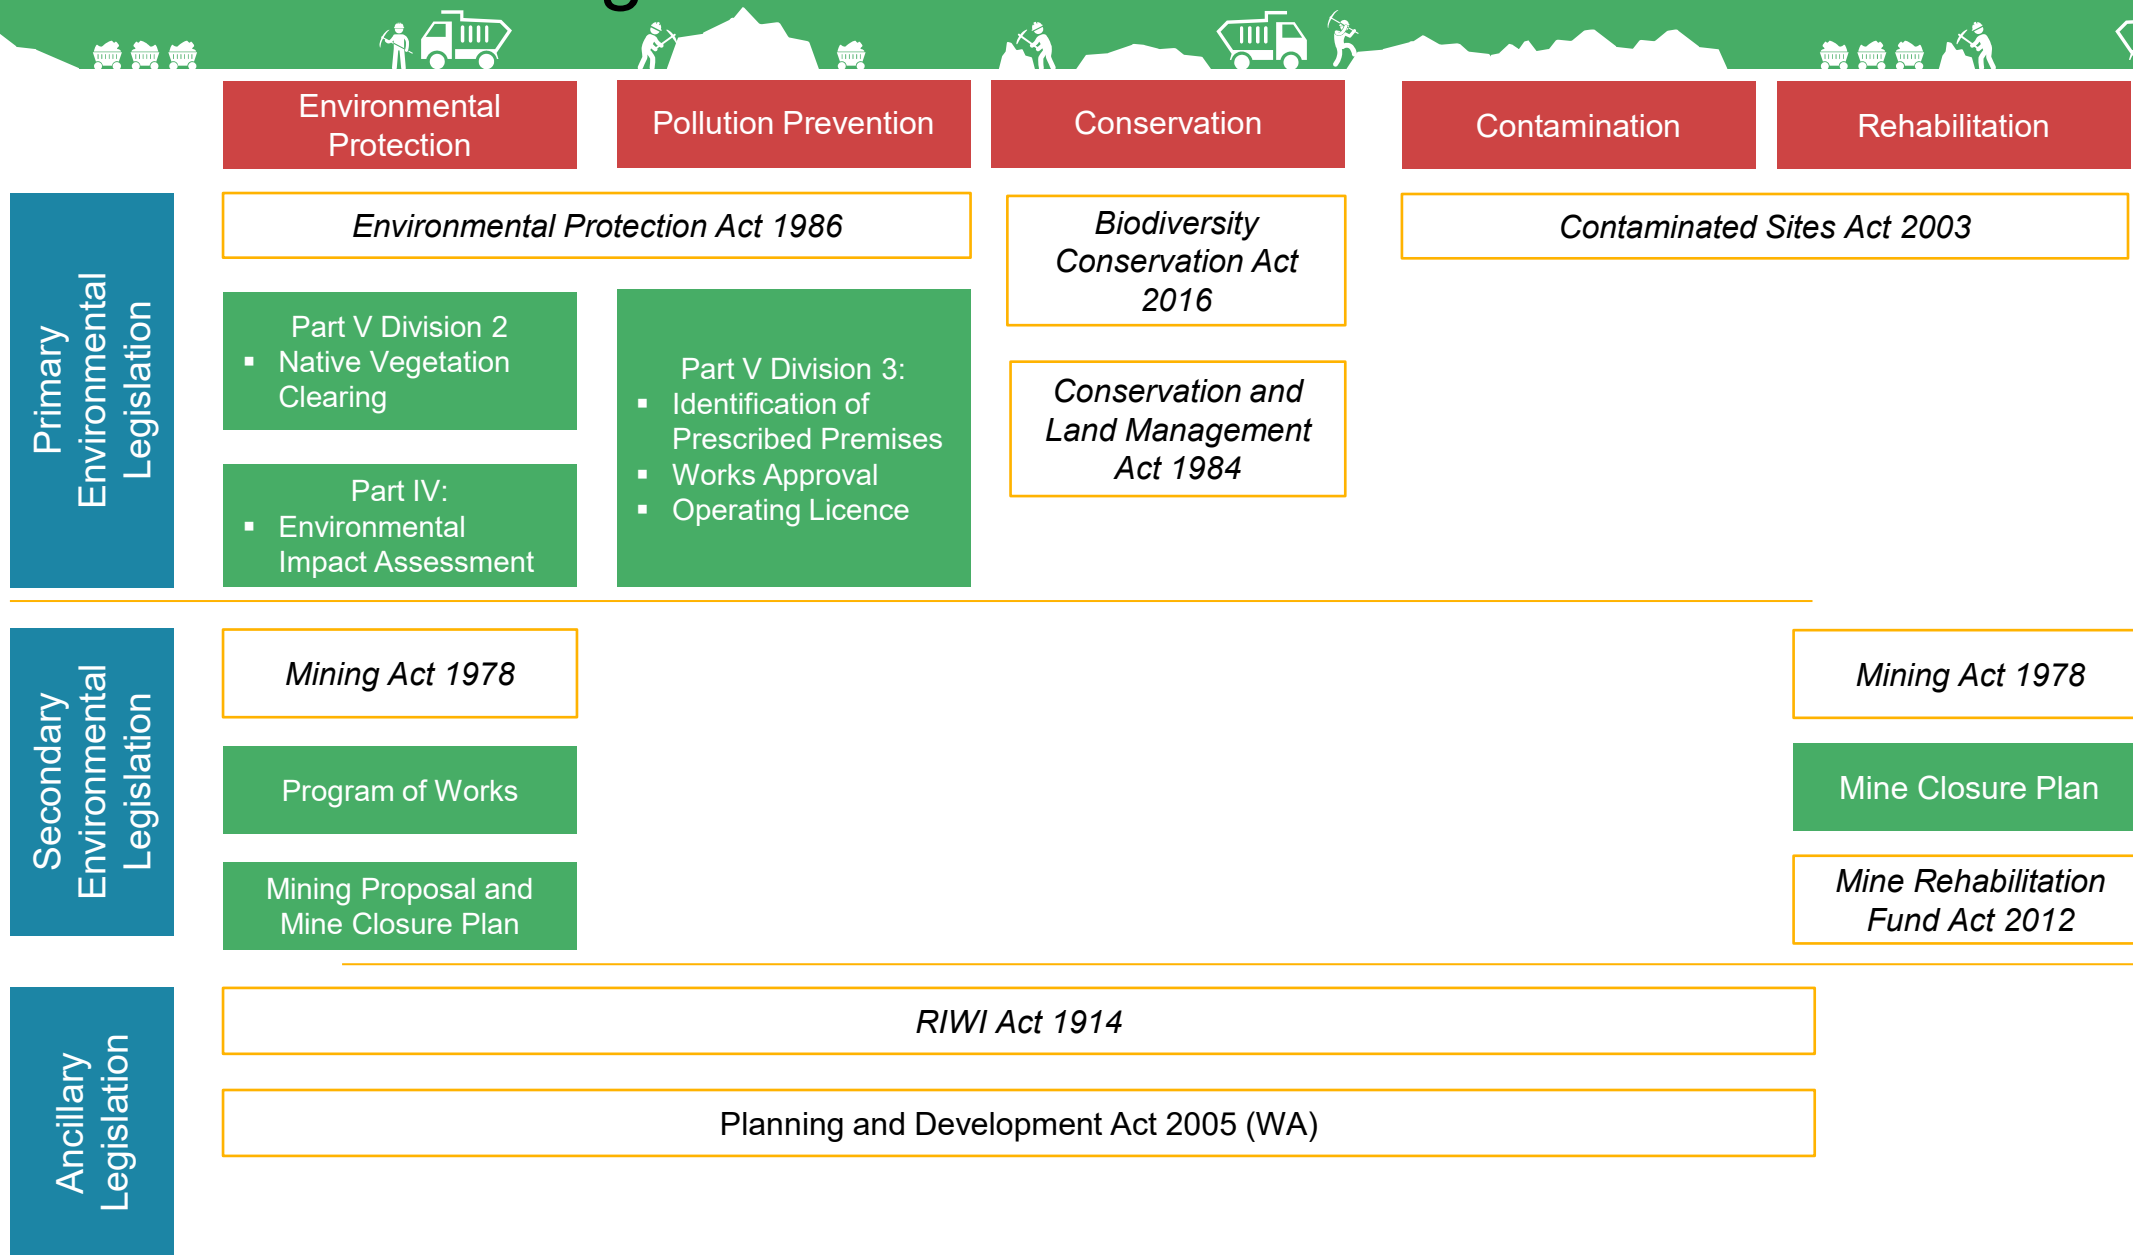 Environmental
Protection
Pollution Prevention
Conservation
Contamination
Rehabilitation
Primary
Environmental
Legislation
Environmental Protection Act 1986
Biodiversity
Conservation Act
2016
Contaminated Sites Act 2003
Part V Division 2
▪ Native Vegetation
Clearing
Part V Division 3:
▪ Identification of
Prescribed Premises
▪ Works Approval
▪ Operating Licence
Conservation and
Land Management
Act 1984
Part IV:
▪ Environmental
Impact Assessment
Secondary
Environmental
Legislation
Mining Act 1978
Mining Act 1978
Program of Works
Mine Closure Plan
Mining Proposal and
Mine Closure Plan
Mine Rehabilitation
Fund Act 2012
Ancillary
Legislation
RIWI Act 1914
Planning and Development Act 2005 (WA)